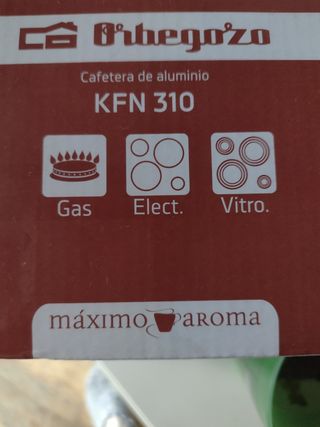 Orbegozo
Cafetera de aluminio
KFN 310
Gas Elect. Vitro.
máximo aroma